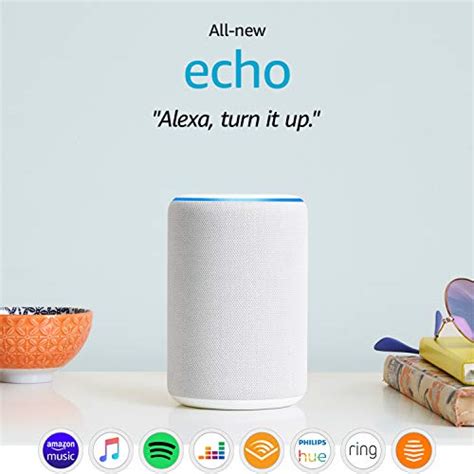 All-new
echo
"Alexa, turn it up."
amazon
music
PHILIPS
hue
ring